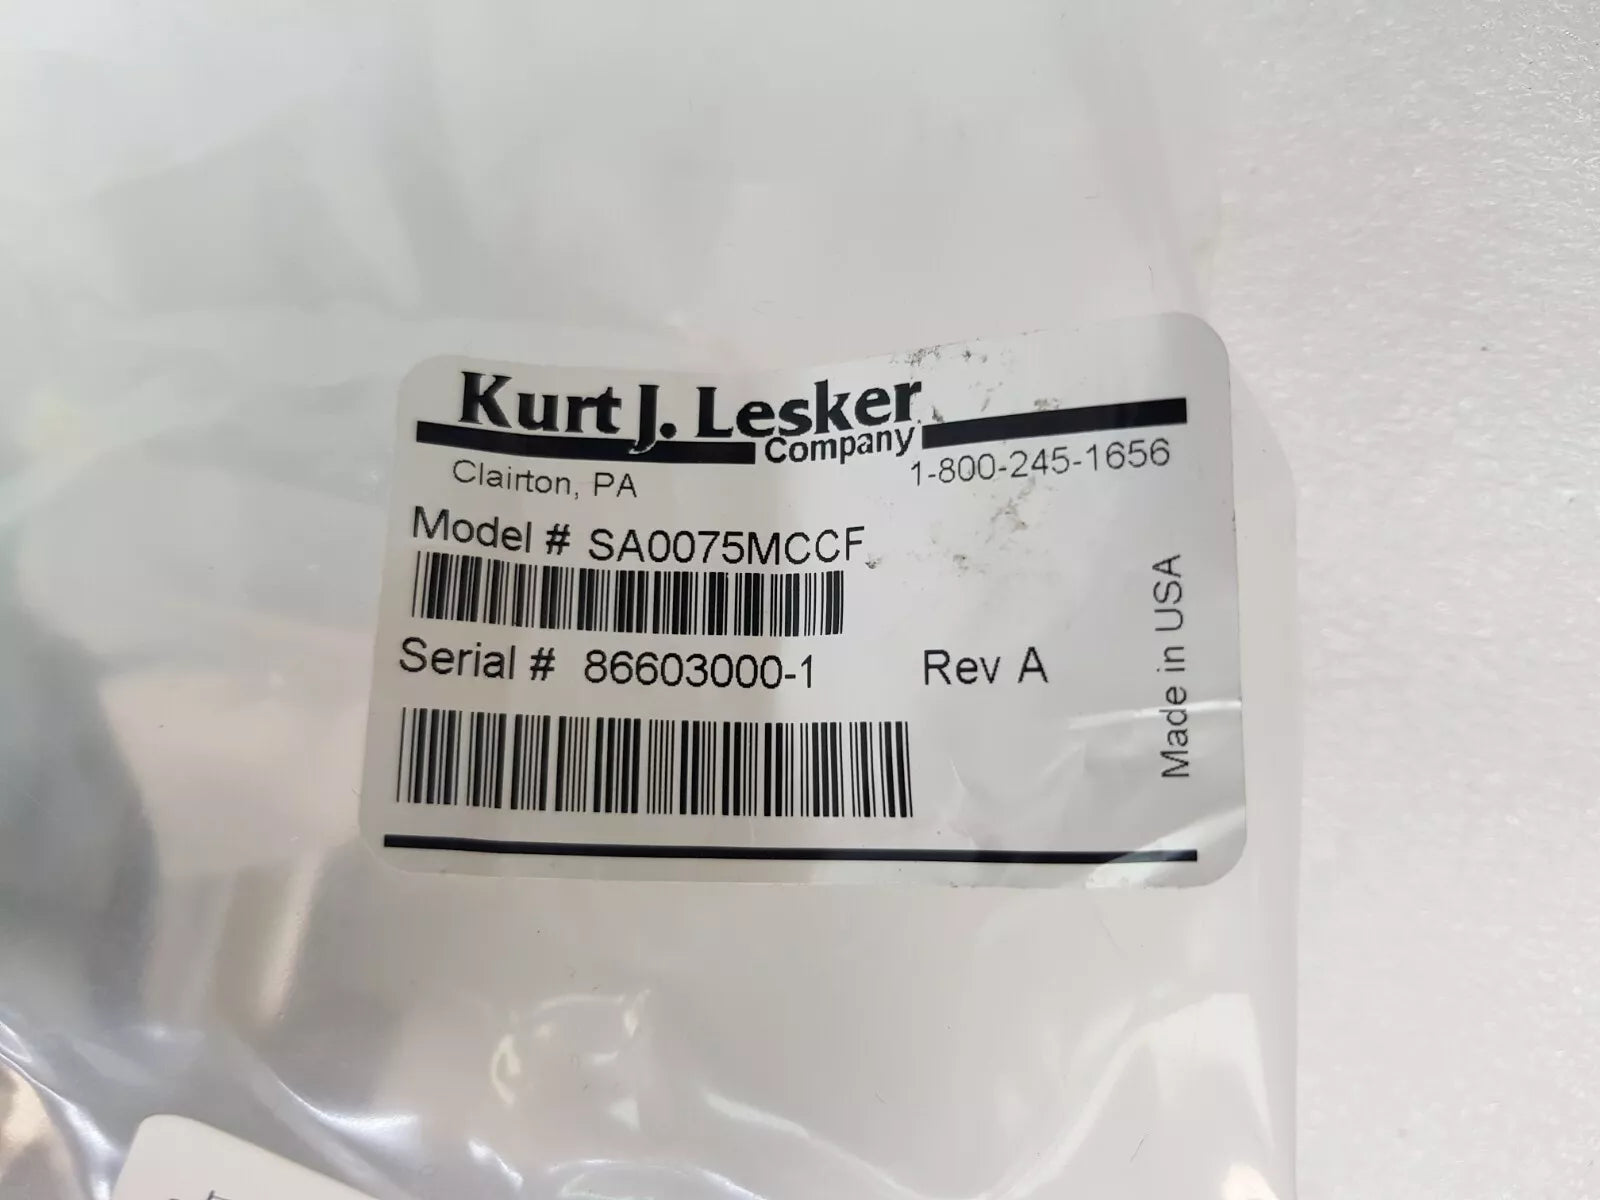 Kurt J. Lesker
Company
Clairton, PA
1-800-245-1656
Model # SA0075MCCF
Serial # 86603000-1
Rev A
Made in USA